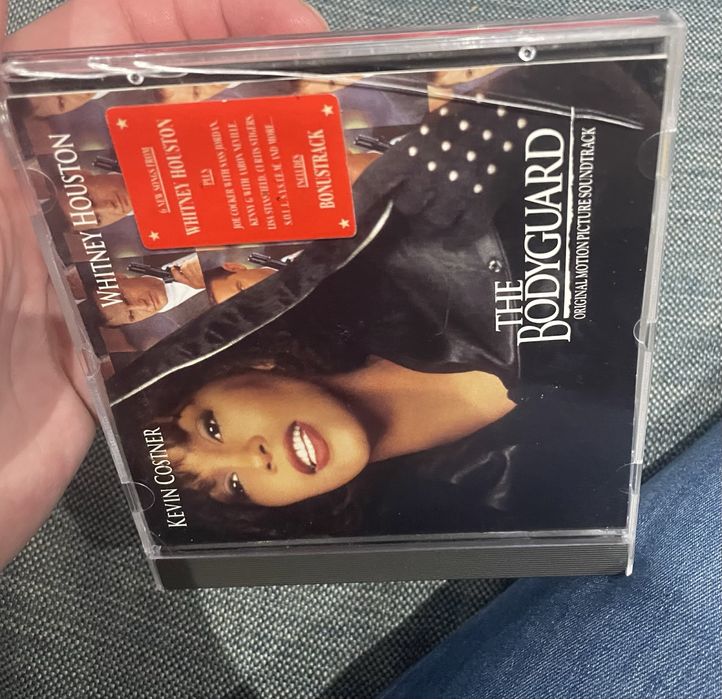 KEVIN COSTNER
WHITNEY HOUSTON
6 NEW SONGS FROM
WHITNEY HOUSTON
PLUS
JOE COCKER WITH SASS JORDAN,
KENNY G WITH AARON NEVILLE,
LISA STANSFIELD, CURTIS STIGERS,
S.O.U.L. S.Y.S.T.E.M. AND MORE...
INCLUDES
BONUSTRACK
THE
BODYGUARD
ORIGINAL MOTION PICTURE SOUNDTRACK